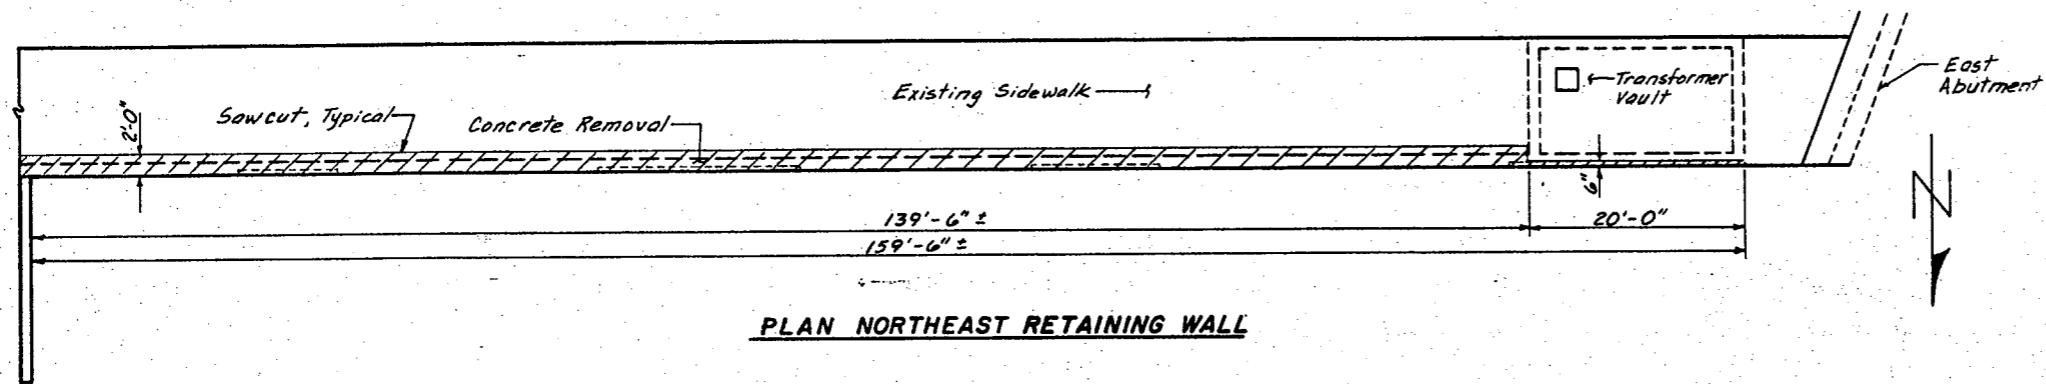 East
Abutment
Transformer
Vault
Existing Sidewalk
Sawcut, Typical
Concrete Removal
2'-0"
6"
139'-6" ±
20'-0"
159'-6" ±
N
PLAN NORTHEAST RETAINING WALL